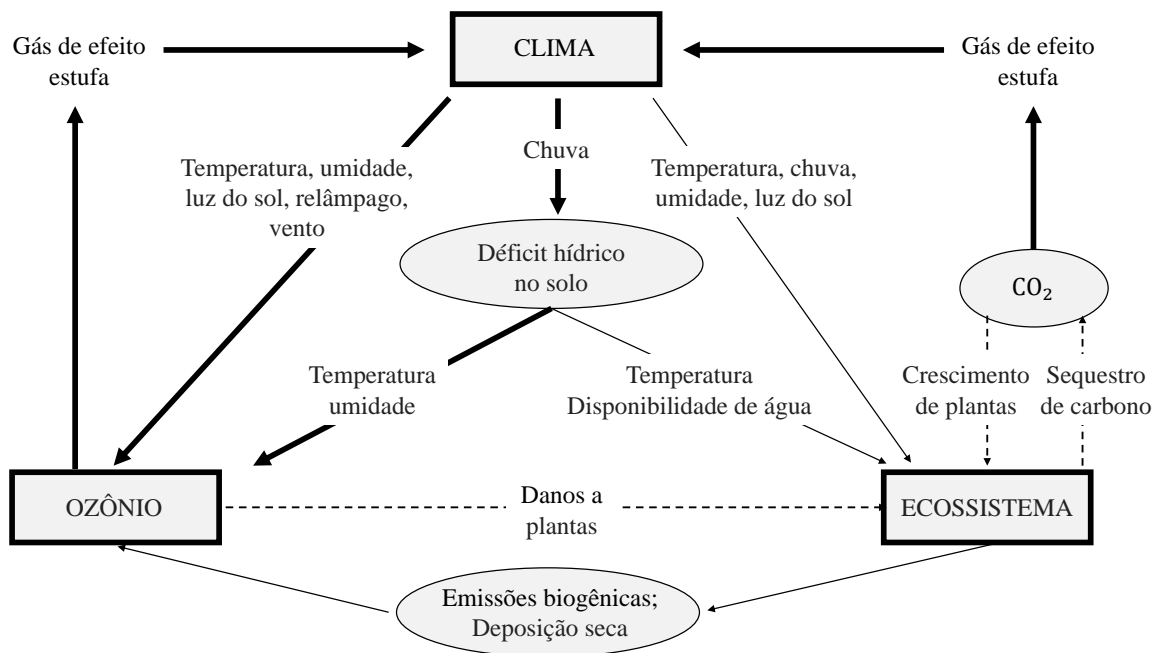 Gás de efeito
estufa
CLIMA
Gás de efeito
estufa
Temperatura, umidade,
luz do sol, relâmpago,
vento
Chuva
Temperatura, chuva,
umidade, luz do sol
Déficit hídrico
no solo
CO₂
Temperatura
umidade
Temperatura
Disponibilidade de água
Crescimento
de plantas
Sequestro
de carbono
OZÔNIO
Danos a
plantas
ECOSSISTEMA
Emissões biogênicas;
Deposição seca